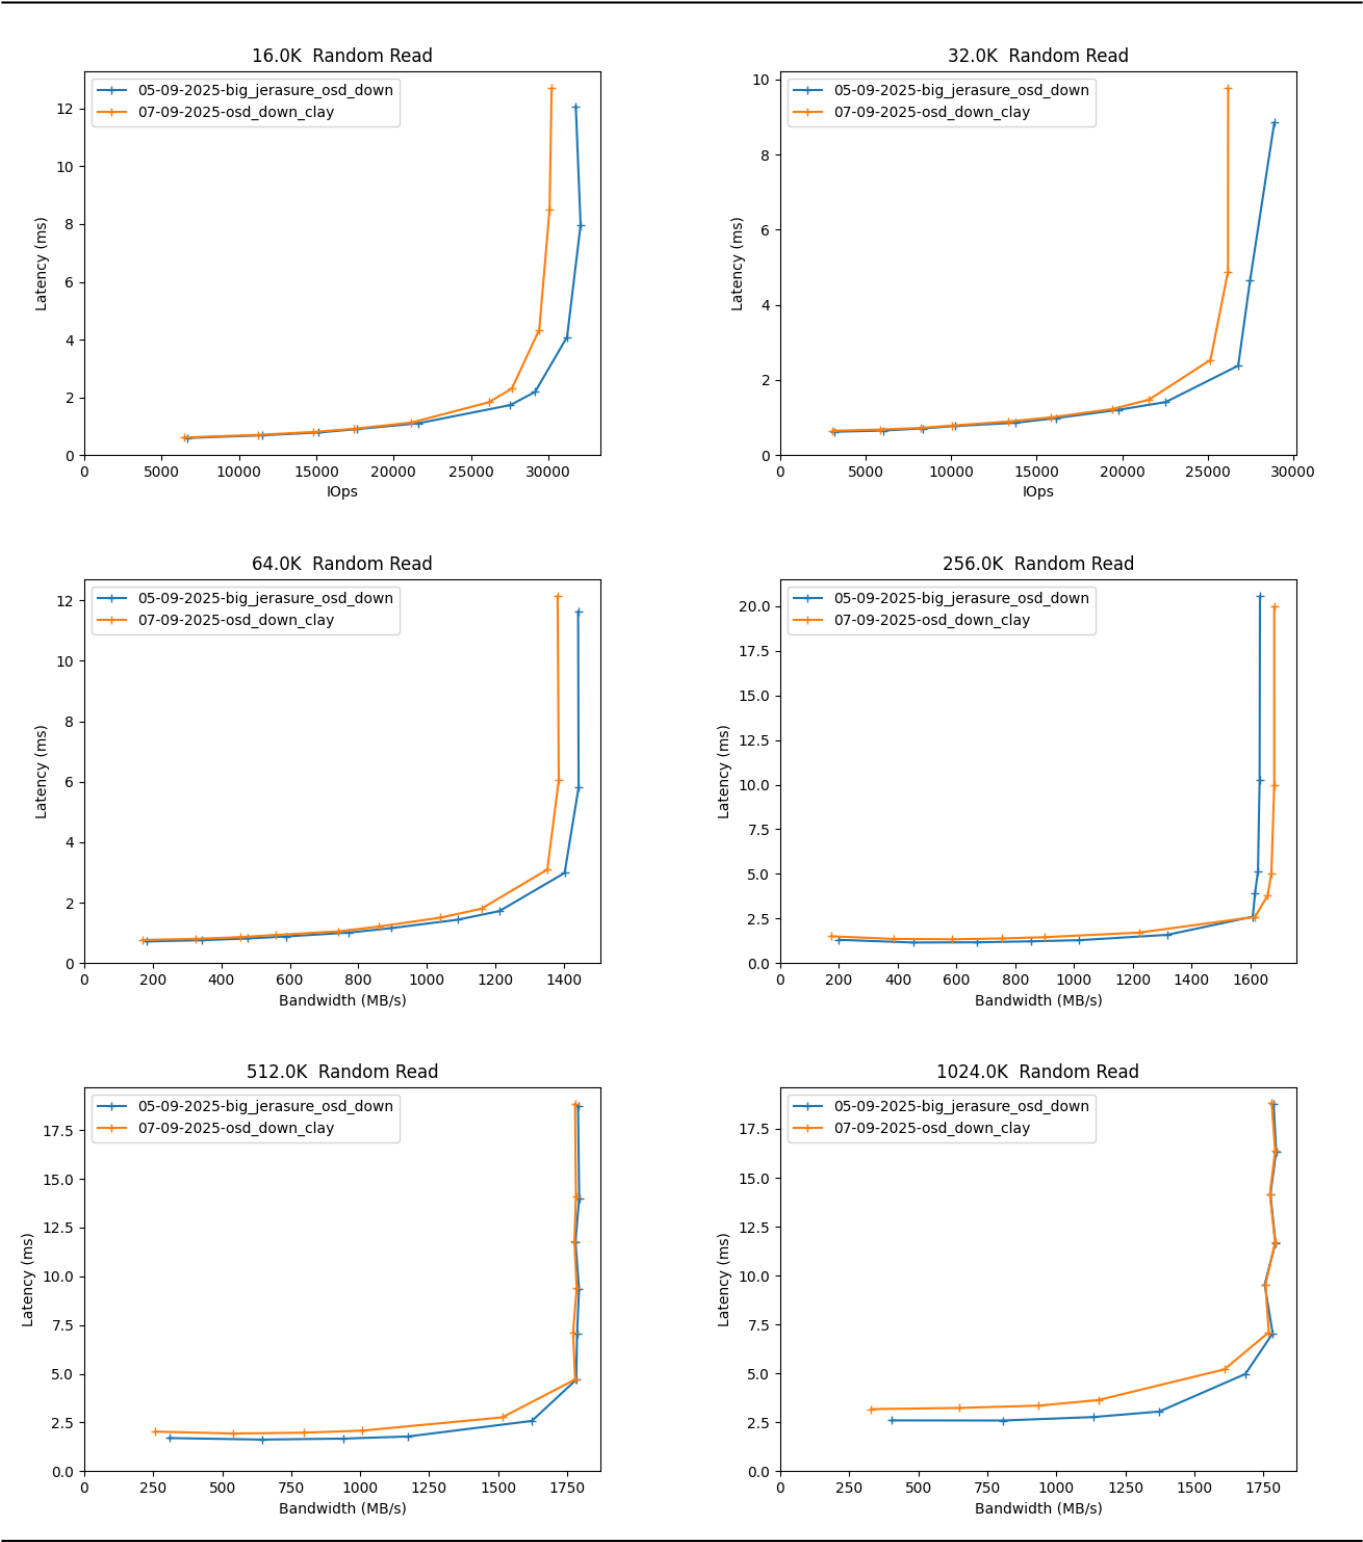 16.0K  Random Read
05-09-2025-big_jerasure_osd_down
07-09-2025-osd_down_clay
Latency (ms)
12
10
8
6
4
2
0
0 5000 10000 15000 20000 25000 30000
IOps
32.0K  Random Read
05-09-2025-big_jerasure_osd_down
07-09-2025-osd_down_clay
Latency (ms)
10
8
6
4
2
0
0 5000 10000 15000 20000 25000 30000
IOps
64.0K  Random Read
05-09-2025-big_jerasure_osd_down
07-09-2025-osd_down_clay
Latency (ms)
12
10
8
6
4
2
0
0 200 400 600 800 1000 1200 1400
Bandwidth (MB/s)
256.0K  Random Read
05-09-2025-big_jerasure_osd_down
07-09-2025-osd_down_clay
Latency (ms)
20.0
17.5
15.0
12.5
10.0
7.5
5.0
2.5
0.0
0 200 400 600 800 1000 1200 1400 1600
Bandwidth (MB/s)
512.0K  Random Read
05-09-2025-big_jerasure_osd_down
07-09-2025-osd_down_clay
Latency (ms)
17.5
15.0
12.5
10.0
7.5
5.0
2.5
0.0
0 250 500 750 1000 1250 1500 1750
Bandwidth (MB/s)
1024.0K  Random Read
05-09-2025-big_jerasure_osd_down
07-09-2025-osd_down_clay
Latency (ms)
17.5
15.0
12.5
10.0
7.5
5.0
2.5
0.0
0 250 500 750 1000 1250 1500 1750
Bandwidth (MB/s)